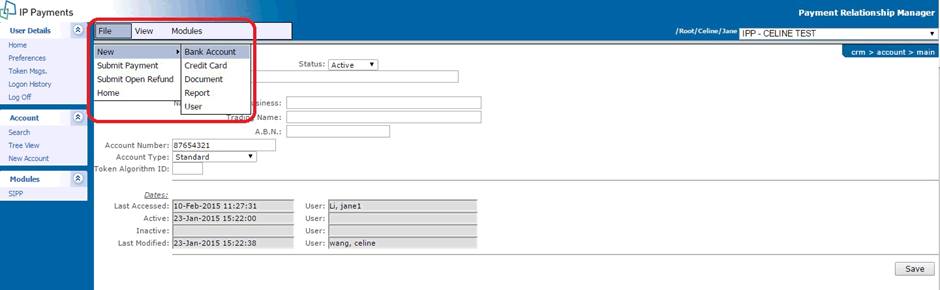 IP Payments
Payment Relationship Manager
/Root/Celine/Jane IPP - CELINE TEST
crm > account > main
User Details
Home
Preferences
Token Msgs.
Logon History
Log Off
Account
Search
Tree View
New Account
Modules
SIPP
File View Modules
New
Submit Payment
Submit Open Refund
Home
Bank Account
Credit Card
Document
Report
User
Status: Active
usiness:
Trading Name:
A.B.N.:
Account Number: 87654321
Account Type: Standard
Token Algorithm ID:
Dates:
Last Accessed: 10-Feb-2015 11:27:31 User: Li, jane1
Active: 23-Jan-2015 15:22:00 User:
Inactive: User:
Last Modified: 23-Jan-2015 15:22:38 User: wang, celine
Save